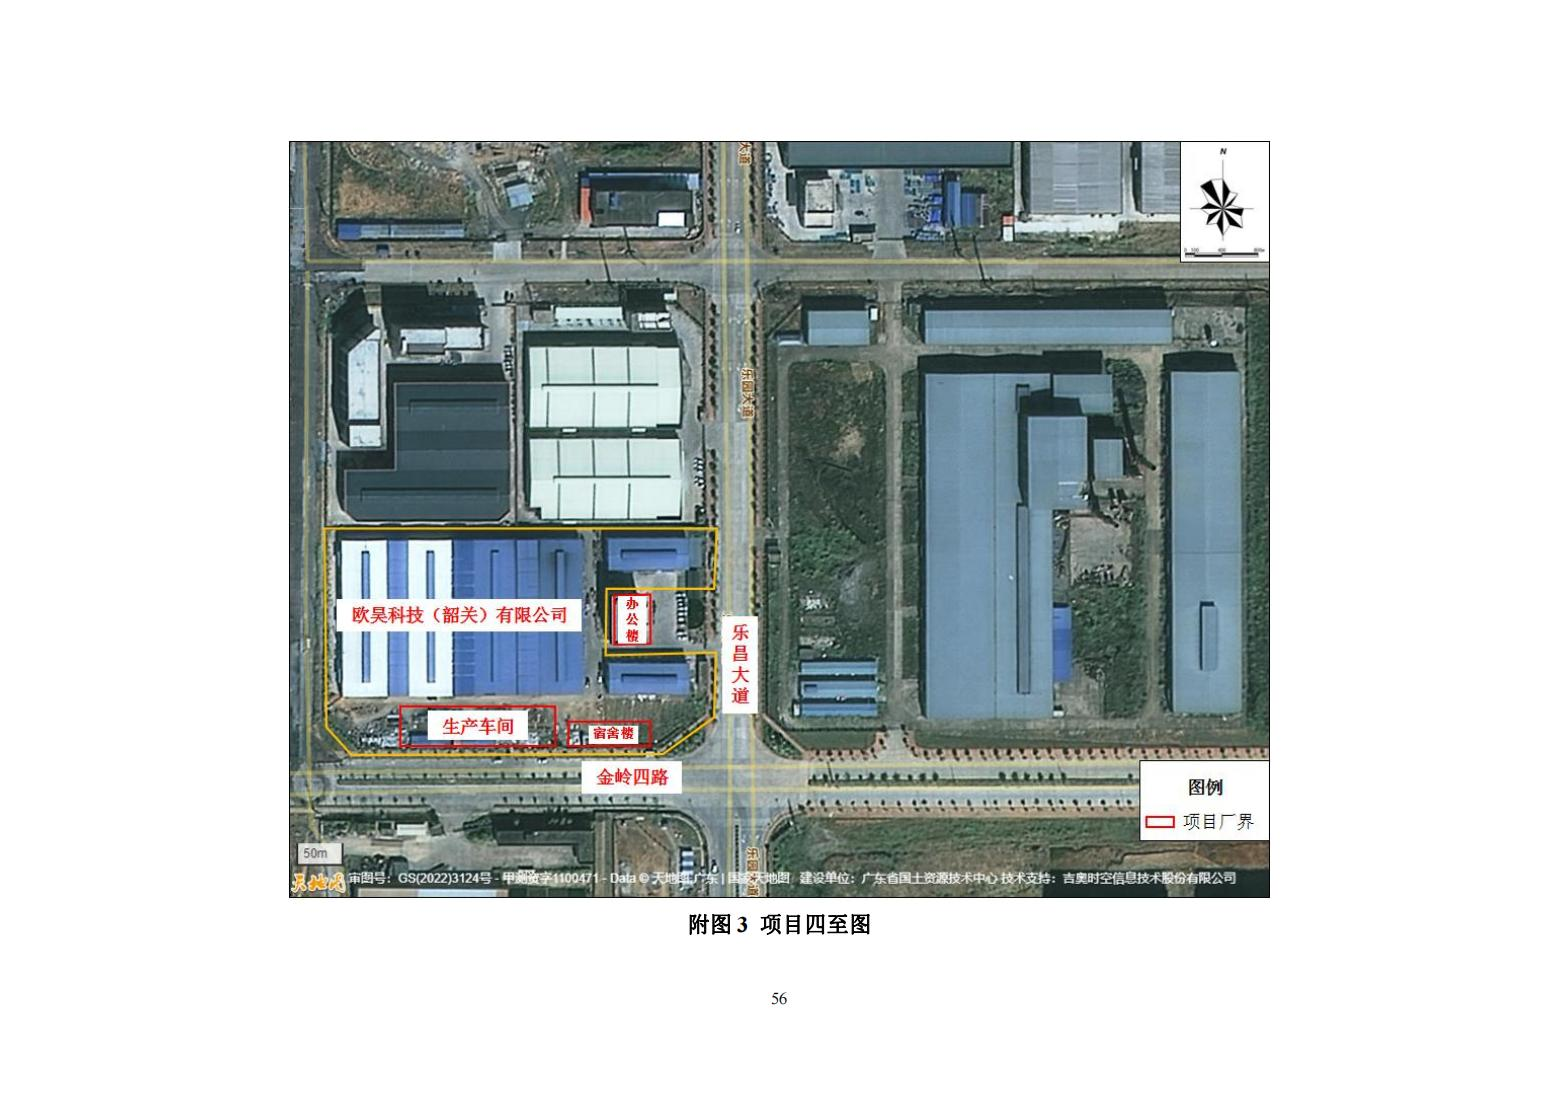 大道
N
乐园大道
欧昊科技（韶关）有限公司
办
公
楼
乐
昌
大
道
生产车间
宿舍楼
金岭四路
图例
项目厂界
50m
天地图
审图号：GS(2022)3124号 - 甲测资字1100471 - Data © 天地图 广东 | 国家天地图 建设单位：广东省国土资源技术中心 技术支持：吉奥时空信息技术股份有限公司
附图 3 项目四至图
56